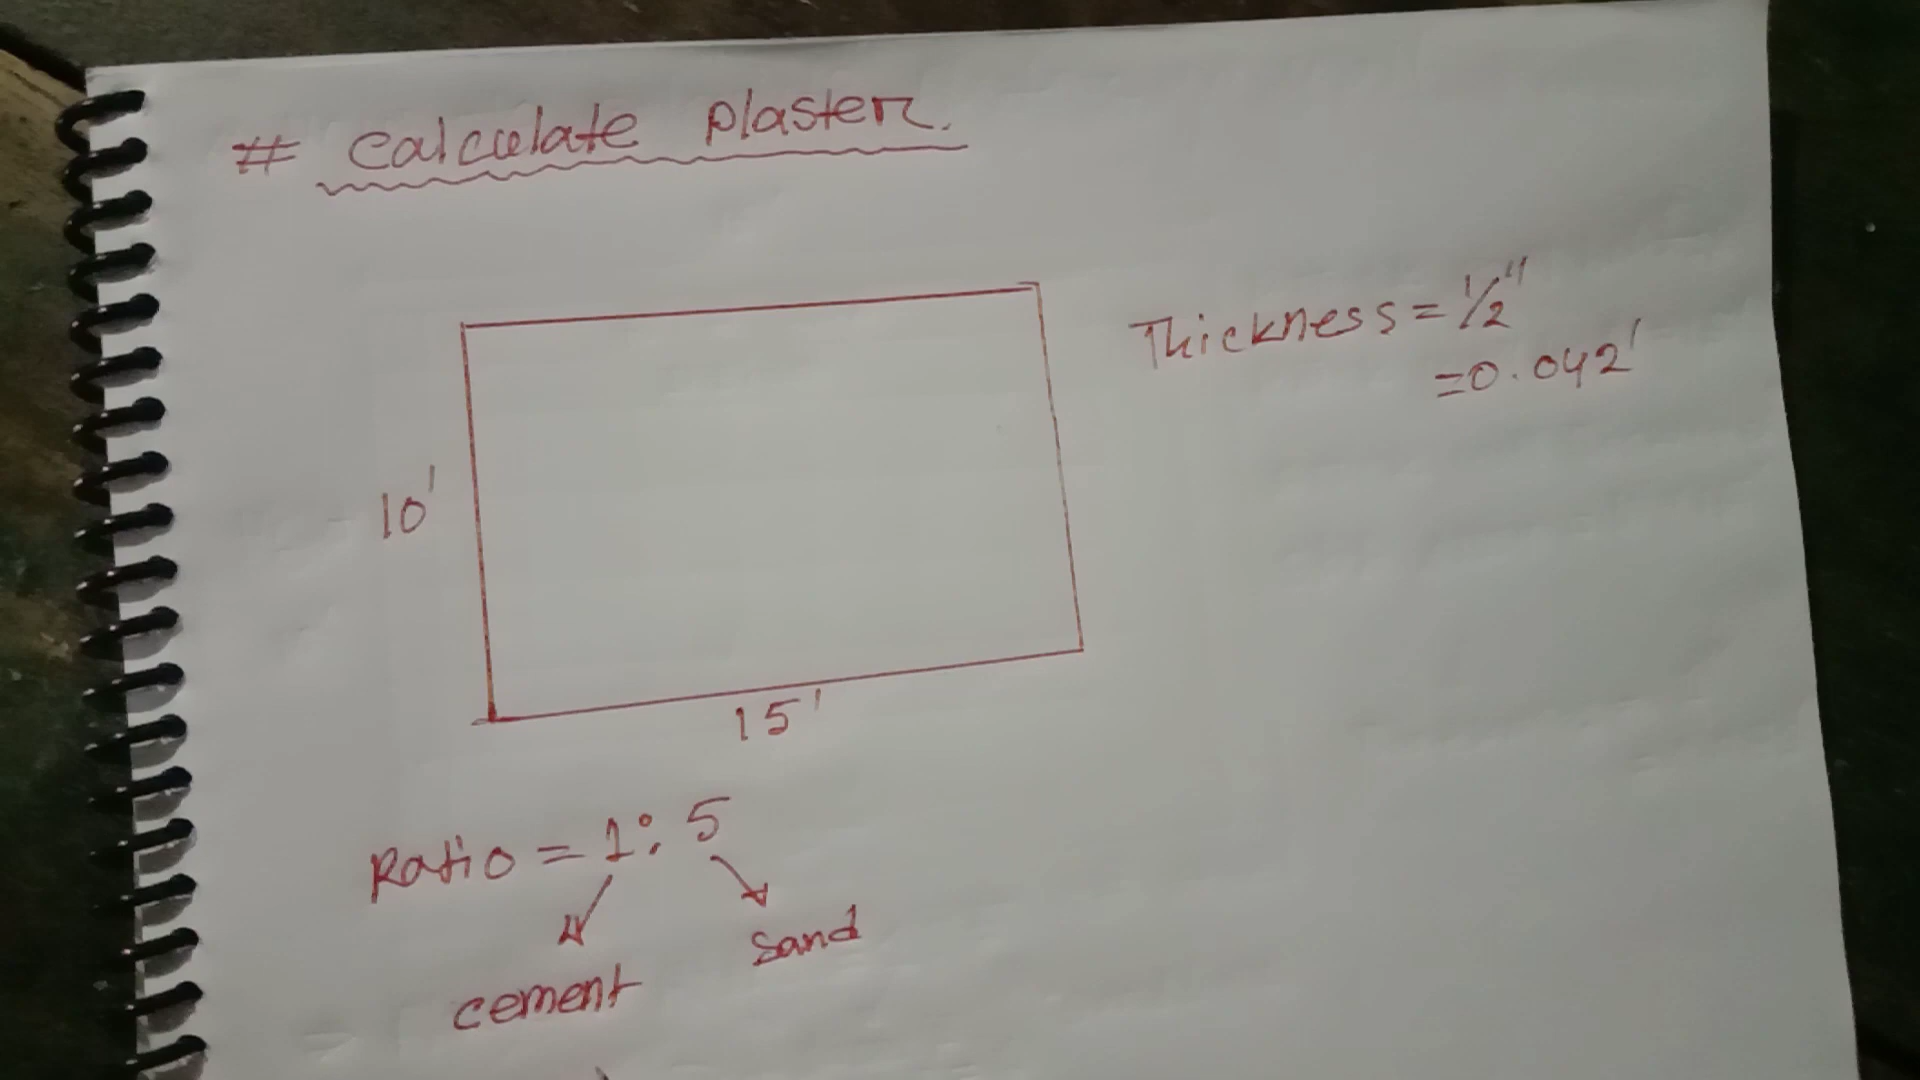 # Calculate plaster.
Thickness = 1/2"
= 0.042'
10'
15'
Ratio = 1:5
cement
Sand